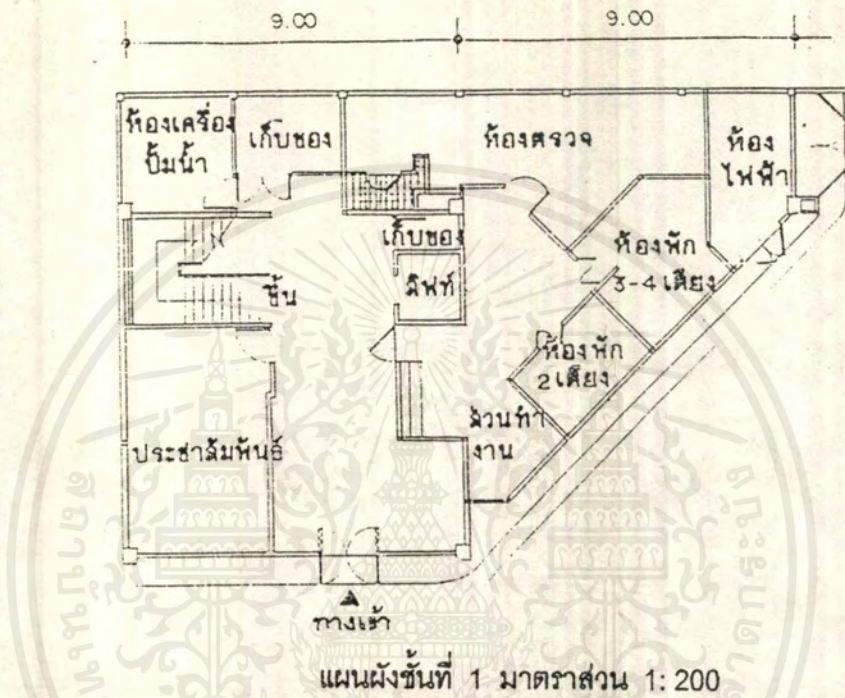 9.00 9.00
ห้องเครื่อง
ปั๊มน้ำ
เก็บของ
ห้องตรวจ
ห้อง
ไฟฟ้า
เก็บของ
ลิฟท์
ขึ้น
ห้องพัก
3-4 เตียง
ห้องพัก
2 เตียง
ส่วนทำ
งาน
ประชาสัมพันธ์
ทางเข้า
แผนผังชั้นที่ 1 มาตราส่วน 1: 200